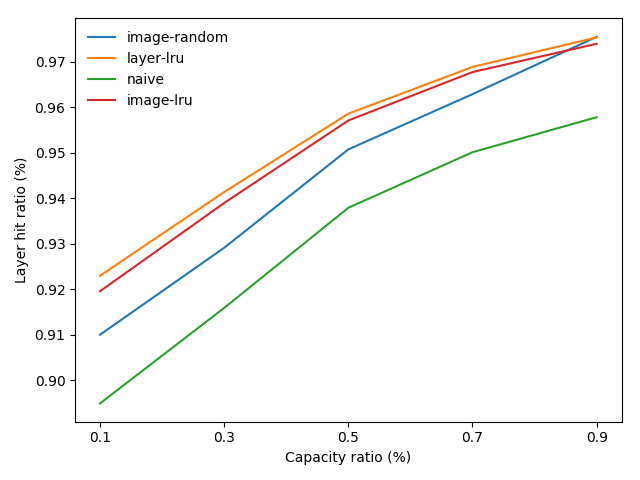 image-random
layer-lru
naive
image-lru
0.97
0.96
0.95
0.94
0.93
0.92
0.91
0.90
Layer hit ratio (%)
0.1 0.3 0.5 0.7 0.9
Capacity ratio (%)